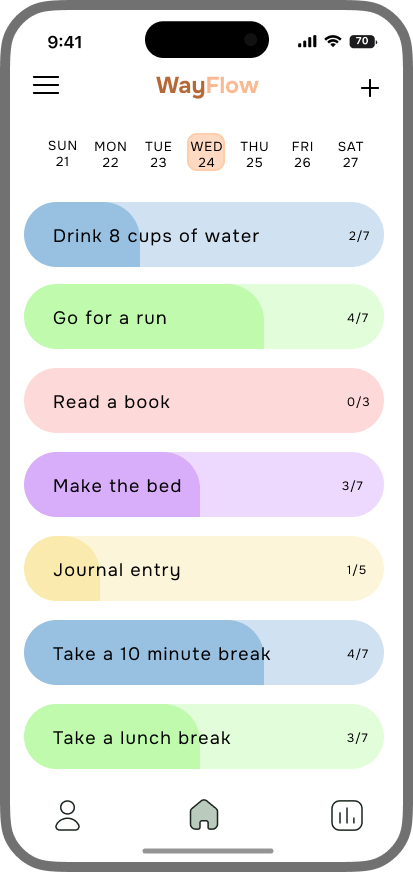 9:41
70
WayFlow
SUN MON TUE WED THU FRI SAT
21 22 23 24 25 26 27
Drink 8 cups of water 2/7
Go for a run 4/7
Read a book 0/3
Make the bed 3/7
Journal entry 1/5
Take a 10 minute break 4/7
Take a lunch break 3/7